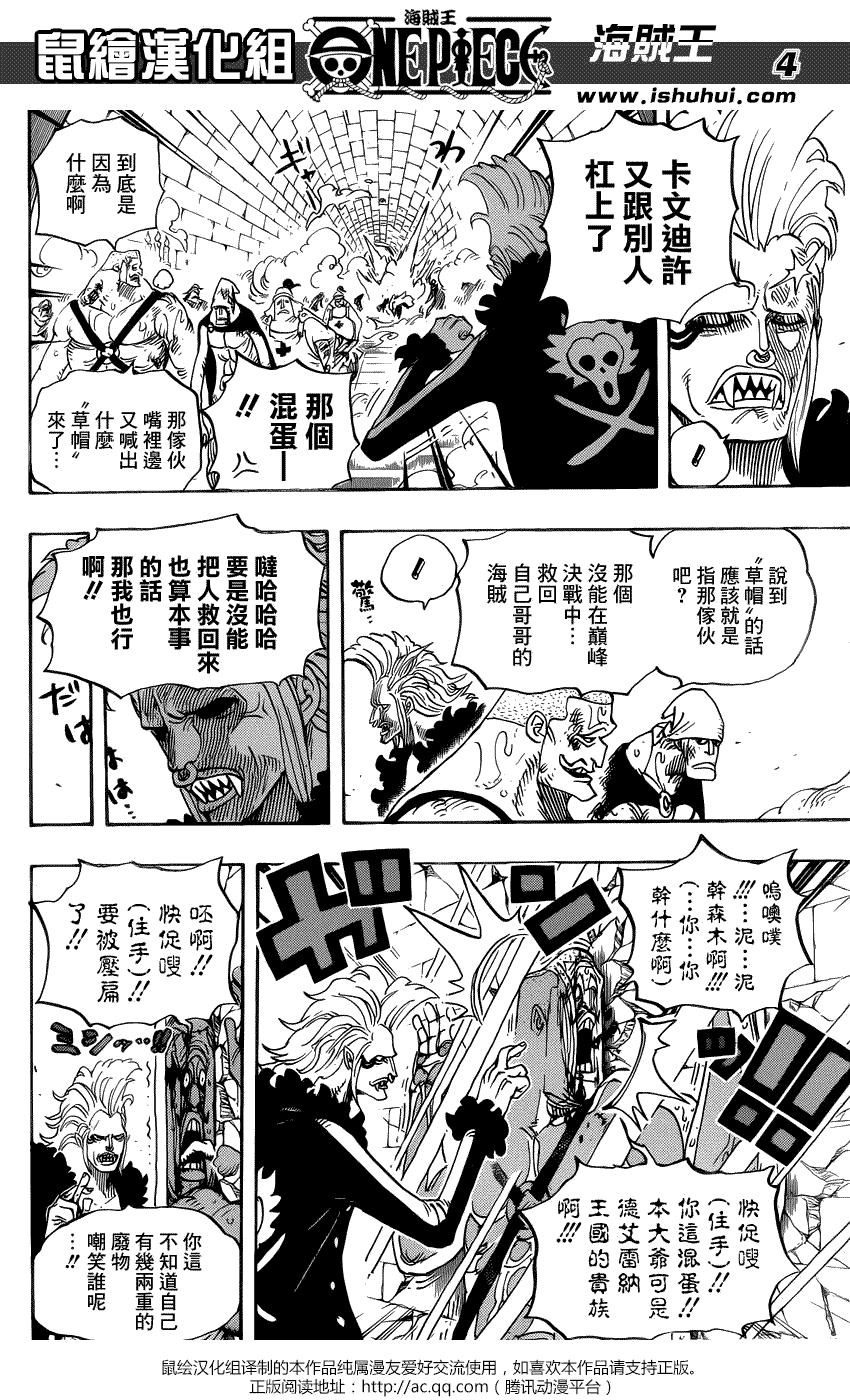 鼠繪漢化組
海賊王
ONE PIECE
海賊王
4
www.ishuhui.com
卡文迪許
又跟別人
杠上了
到底是
因為
什麼啊
那個
混蛋—
!!
那傢伙
嘴裡邊
又喊出
什麼
〝草帽〞
來了…
說到
〝草帽〞的話
應該就是
指那傢伙
吧?
那個
沒能在巔峰
決戰中…
救回
自己哥哥的
海賊
驚…
噠哈哈哈
要是沒能
把人救回來
也算本事
的話
那我也行
啊!!
だはははは
嗚噢噗
!!!…泥…泥
幹森木啊!!!
(…你…你
幹什麼啊)
快促嗖
(住手)!!
你這混蛋!!
本大爺可是
德艾雷納
王國的貴族
啊!!!
呸啊!!
快促嗖
(住手)!!
要被壓扁
了!!
ミシッ…!!
你這
不知道自己
有幾兩重的
廢物
嘲笑誰呢
…!!
鼠绘汉化组译制的本作品纯属漫友爱好交流使用，如喜欢本作品请支持正版。
正版阅读地址：http://ac.qq.com（腾讯动漫平台）